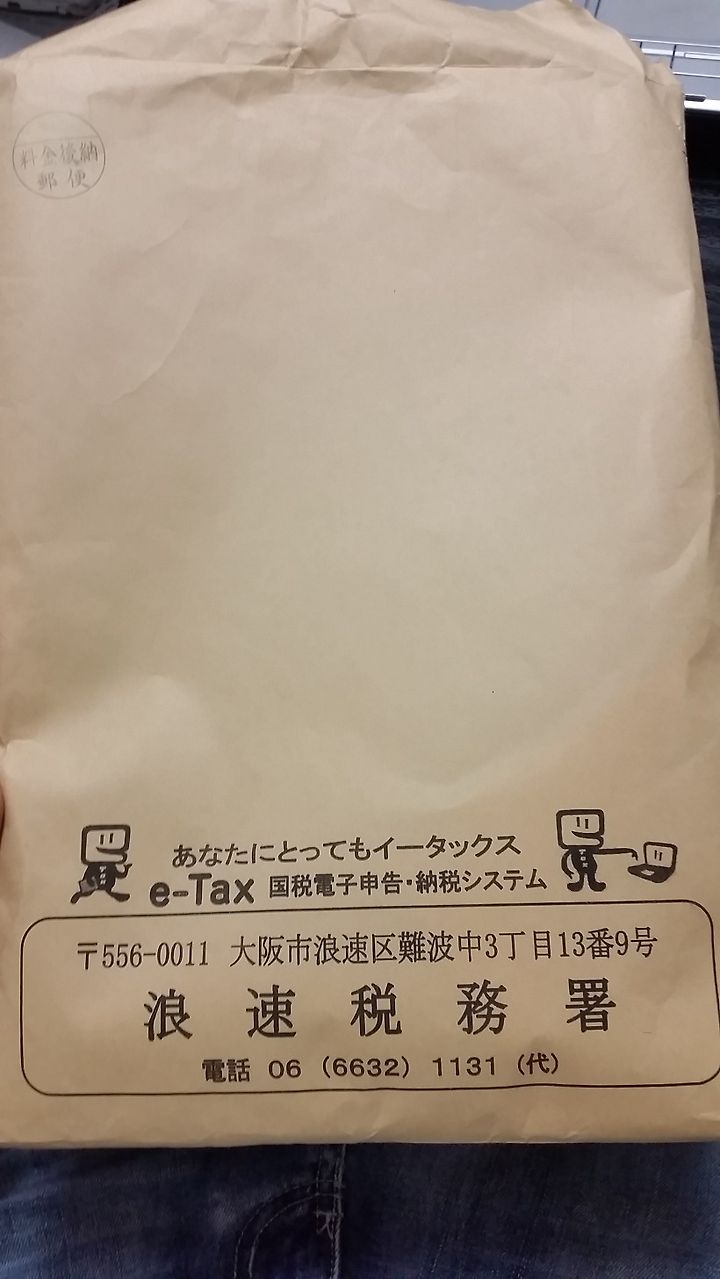 料金後納
郵便
あなたにとってもイータックス
e-Tax 国税電子申告・納税システム
〒556-0011 大阪市浪速区難波中3丁目13番9号
浪速税務署
電話 06 (6632) 1131 (代)